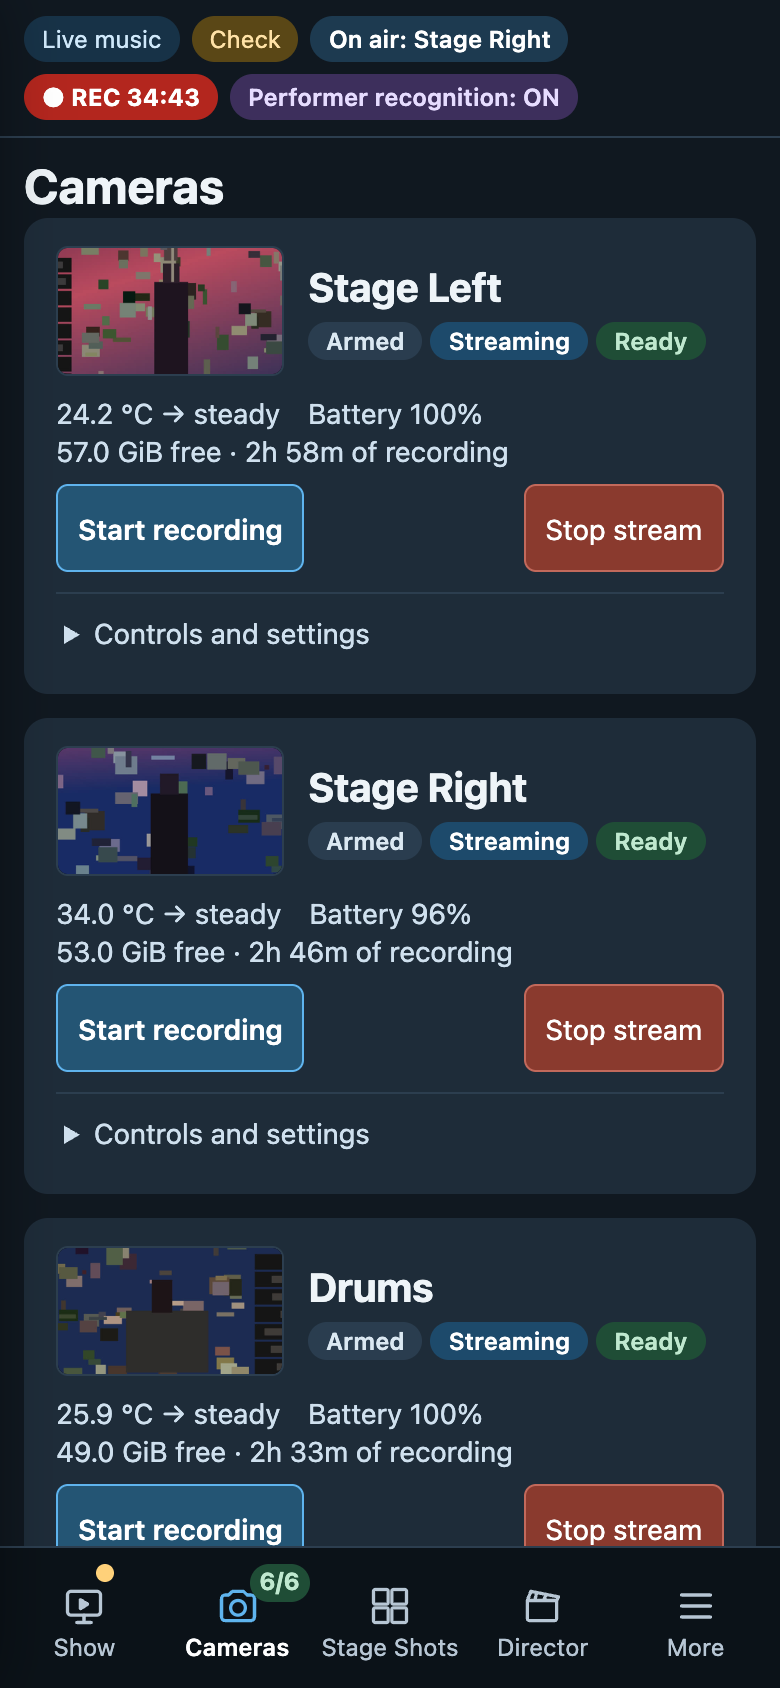 Live music
Check
On air: Stage Right
REC 34:43
Performer recognition: ON
Cameras
Stage Left
Armed
Streaming
Ready
24.2 °C → steady Battery 100%
57.0 GiB free · 2h 58m of recording
Start recording
Stop stream
▶ Controls and settings
Stage Right
Armed
Streaming
Ready
34.0 °C → steady Battery 96%
53.0 GiB free · 2h 46m of recording
Start recording
Stop stream
▶ Controls and settings
Drums
Armed
Streaming
Ready
25.9 °C → steady Battery 100%
49.0 GiB free · 2h 33m of recording
Start recording
Stop stream
6/6
Show
Cameras
Stage Shots
Director
More